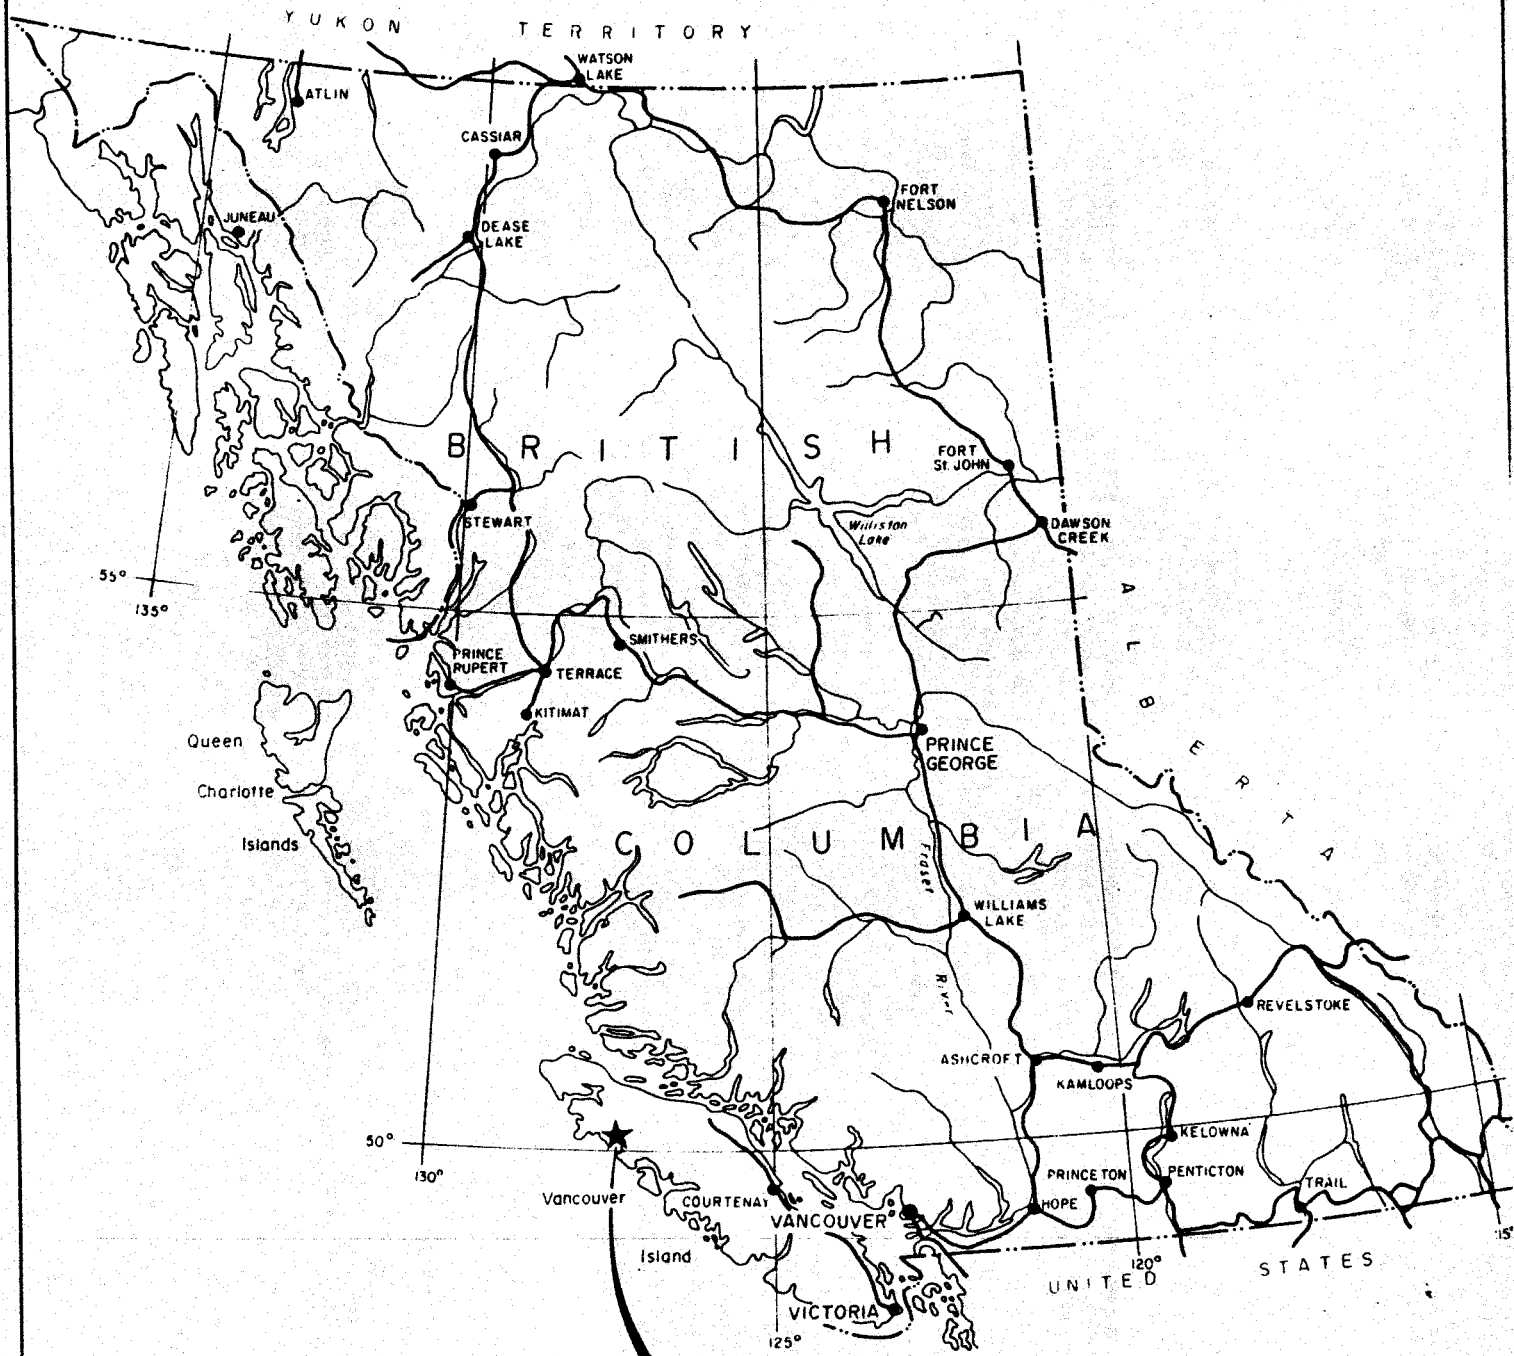 YUKON TERRITORY
WATSON
LAKE
ATLIN
CASSIAR
FORT
NELSON
JUNEAU
DEASE
LAKE
BRITISH
FORT
St. JOHN
STEWART
Williston
Lake
DAWSON
CREEK
55°
135°
ALBERTA
SMITHERS
PRINCE
RUPERT
TERRACE
KITIMAT
PRINCE
GEORGE
Queen
Charlotte
Islands
COLUMBIA
Fraser
River
WILLIAMS
LAKE
REVELSTOKE
ASHCROFT
KAMLOOPS
50°
130°
KELOWNA
PRINCETON
PENTICTON
TRAIL
HOPE
Vancouver
Island
COURTENAY
VANCOUVER
VICTORIA
125°
120°
115°
UNITED STATES